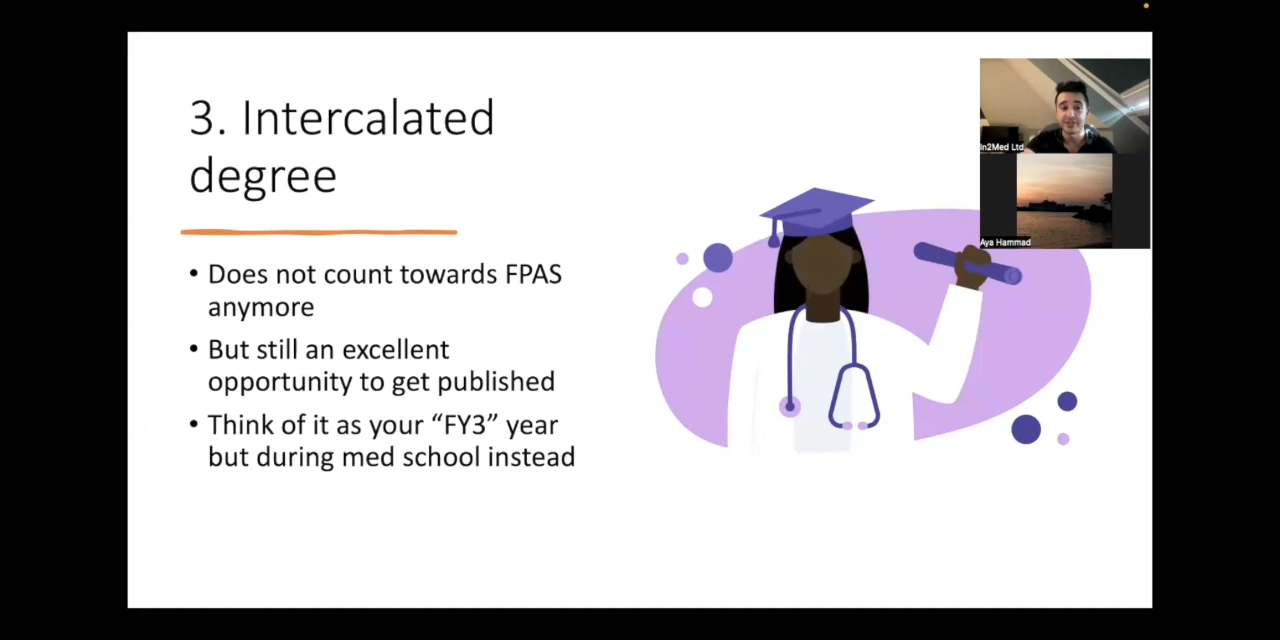 3. Intercalated
degree
• Does not count towards FPAS
anymore
• But still an excellent
opportunity to get published
• Think of it as your “FY3” year
but during med school instead
In2Med Ltd
Aya Hammad